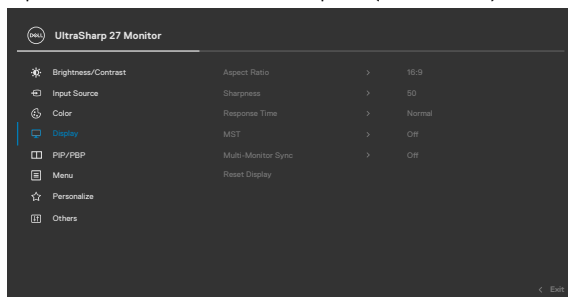 DELL UltraSharp 27 Monitor
Brightness/Contrast Aspect Ratio > 16:9
Input Source Sharpness > 50
Color Response Time > Normal
Display MST > Off
PIP/PBP Multi-Monitor Sync > Off
Menu Reset Display
Personalize
Others
< Exit